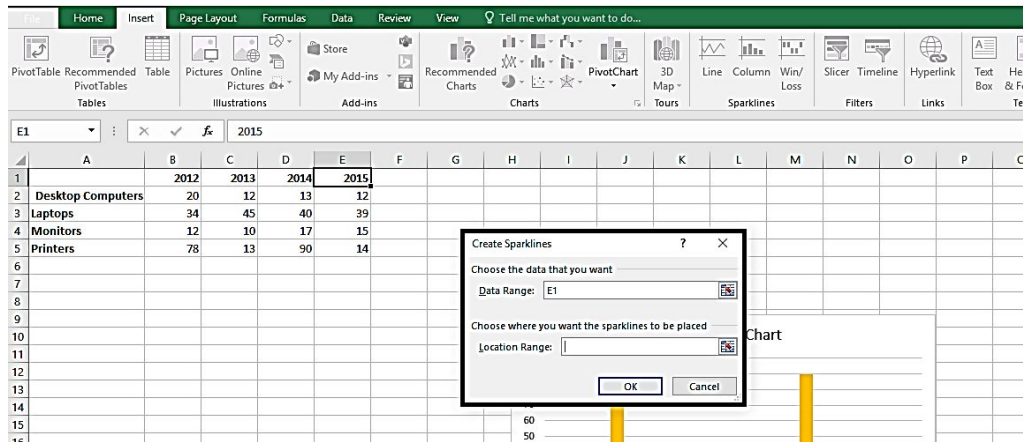 File Home Insert Page Layout Formulas Data Review View Tell me what you want to do...
Store
My Add-ins
PivotTable Recommended Table Pictures Online Recommended PivotChart 3D Line Column Win/ Slicer Timeline Hyperlink Text
PivotTables Pictures Charts Map Loss Box & F
Tables Illustrations Add-ins Charts Tours Sparklines Filters Links Te
E1 fx 2015
A B C D E F G H I J K L M N O P
1 2012 2013 2014 2015
2 Desktop Computers 20 12 13 12
3 Laptops 34 45 40 39
4 Monitors 12 10 17 15
5 Printers 78 13 90 14
6
7
8
9
10
11
12
13
14
15
Create Sparklines ? ×
Choose the data that you want
Data Range: E1
Choose where you want the sparklines to be placed
Location Range:
OK Cancel
Chart
60
50